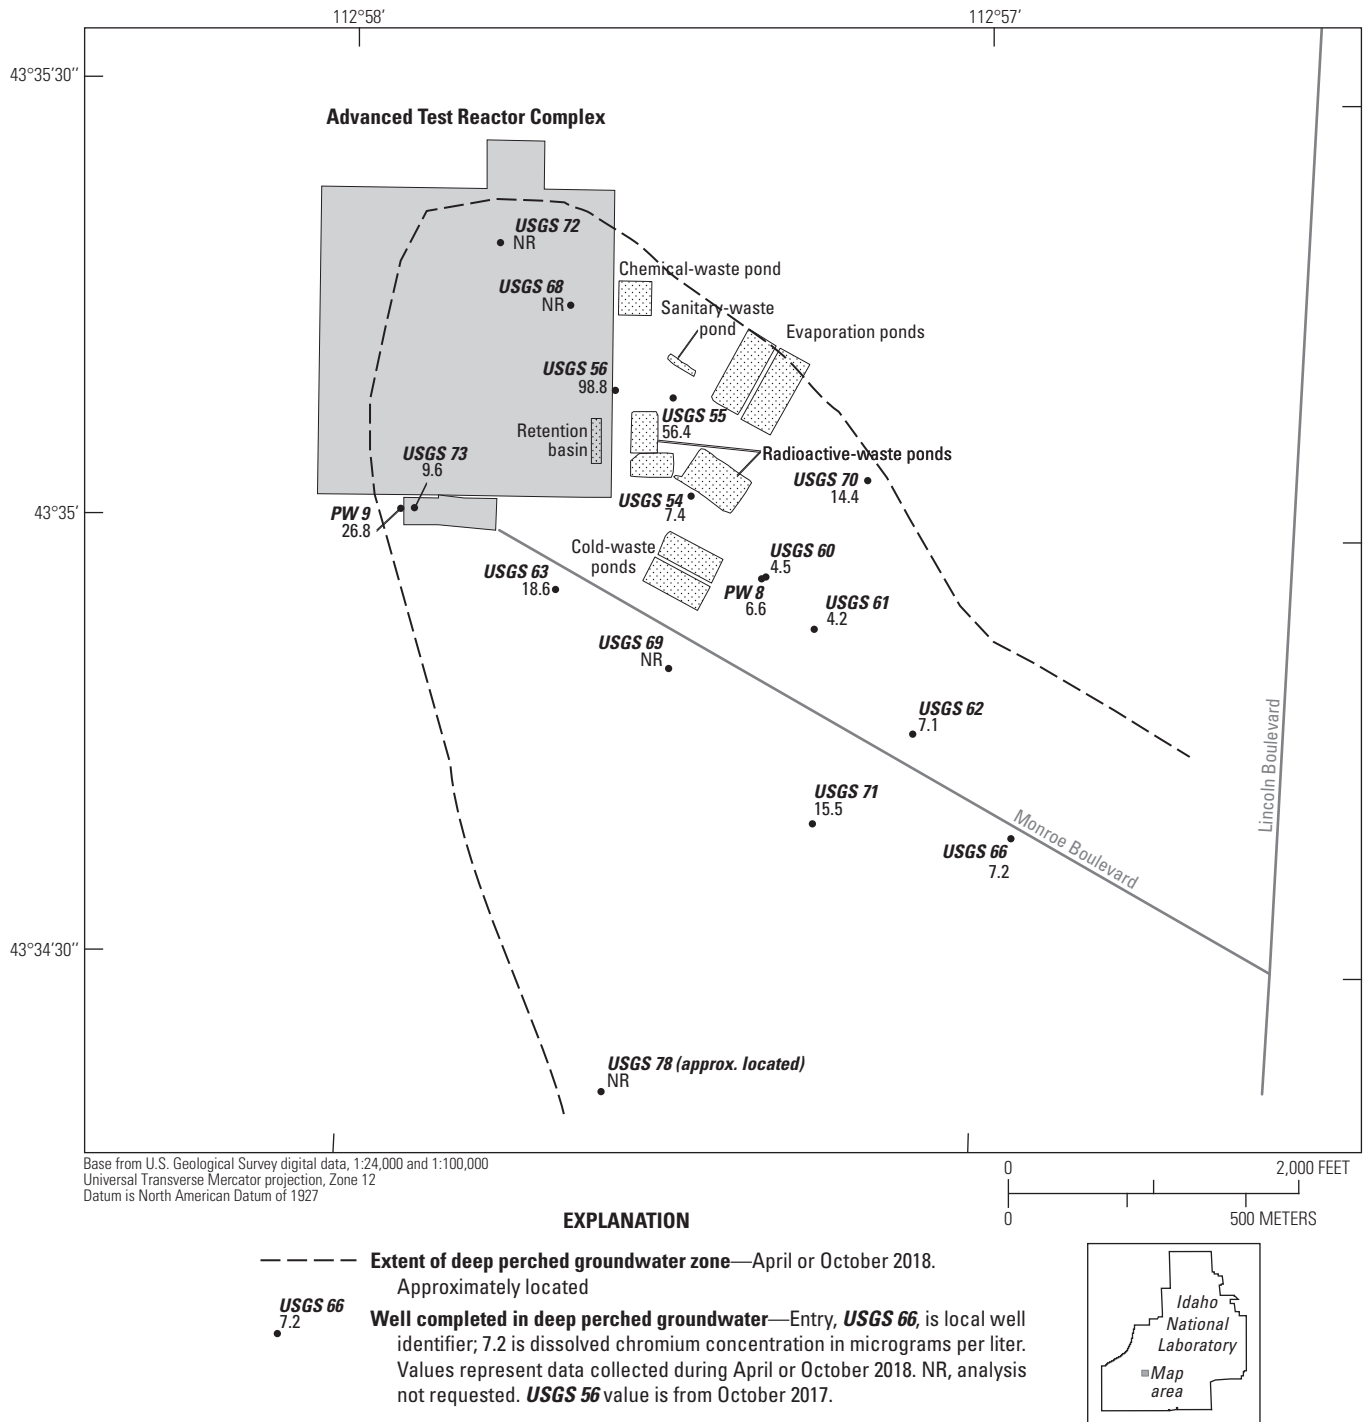 112°58′
112°57′
43°35′30″
Advanced Test Reactor Complex
USGS 72
NR
Chemical-waste pond
USGS 68
NR
Sanitary-waste
pond
Evaporation ponds
USGS 56
98.8
USGS 55
56.4
Retention
basin
USGS 73
9.6
Radioactive-waste ponds
USGS 70
14.4
USGS 54
7.4
43°35′
PW 9
26.8
Cold-waste
ponds
USGS 60
4.5
USGS 63
18.6
PW 8
6.6
USGS 61
4.2
USGS 69
NR
USGS 62
7.1
Lincoln Boulevard
USGS 71
15.5
Monroe Boulevard
USGS 66
7.2
43°34′30″
USGS 78 (approx. located)
NR
Base from U.S. Geological Survey digital data, 1:24,000 and 1:100,000
Universal Transverse Mercator projection, Zone 12
Datum is North American Datum of 1927
0 2,000 FEET
0 500 METERS
EXPLANATION
Extent of deep perched groundwater zone—April or October 2018.
Approximately located
USGS 66
7.2
Well completed in deep perched groundwater—Entry, USGS 66, is local well
identifier; 7.2 is dissolved chromium concentration in micrograms per liter.
Values represent data collected during April or October 2018. NR, analysis
not requested. USGS 56 value is from October 2017.
Idaho
National
Laboratory
Map
area